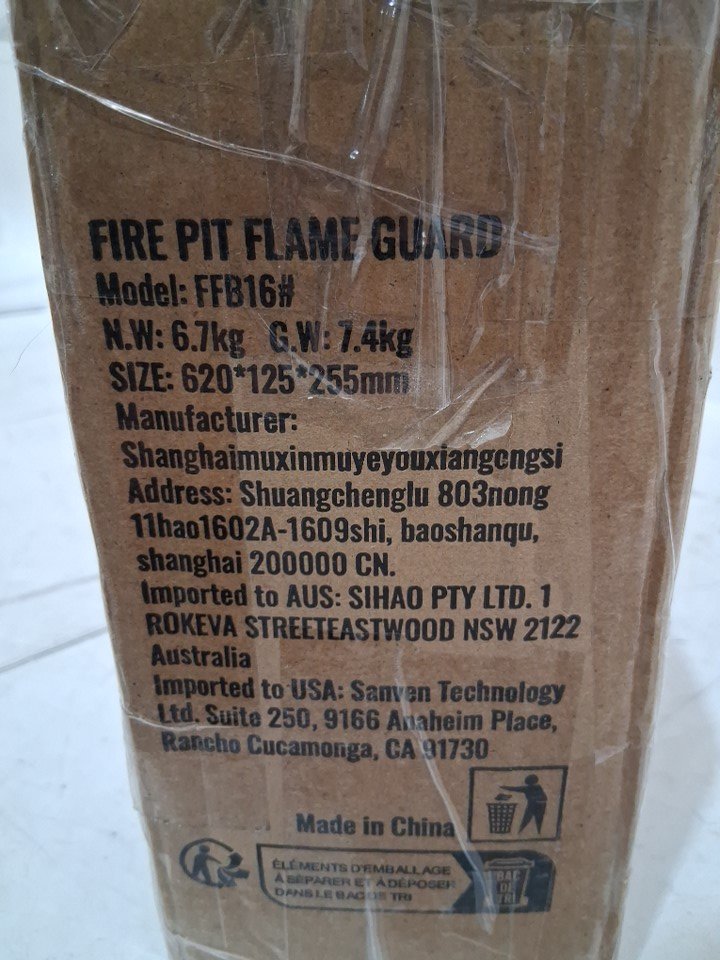 FIRE PIT FLAME GUARD
Model: FFB16#
N.W: 6.7kg G.W: 7.4kg
SIZE: 620*125*255mm
Manufacturer:
Shanghaimuxinmuyeyouxiangongsi
Address: Shuangchenglu 803nong
11hao1602A-1609shi, baoshanqu,
shanghai 200000 CN.
Imported to AUS: SIHAO PTY LTD. 1
ROKEVA STREETEASTWOOD NSW 2122
Australia
Imported to USA: Sanven Technology
Ltd. Suite 250, 9166 Anaheim Place,
Rancho Cucamonga, CA 91730
Made in China
ÉLÉMENTS D'EMBALLAGE
À SÉPARER ET À DÉPOSER
DANS LE BAC DE TRI
BAC
DE
TRI